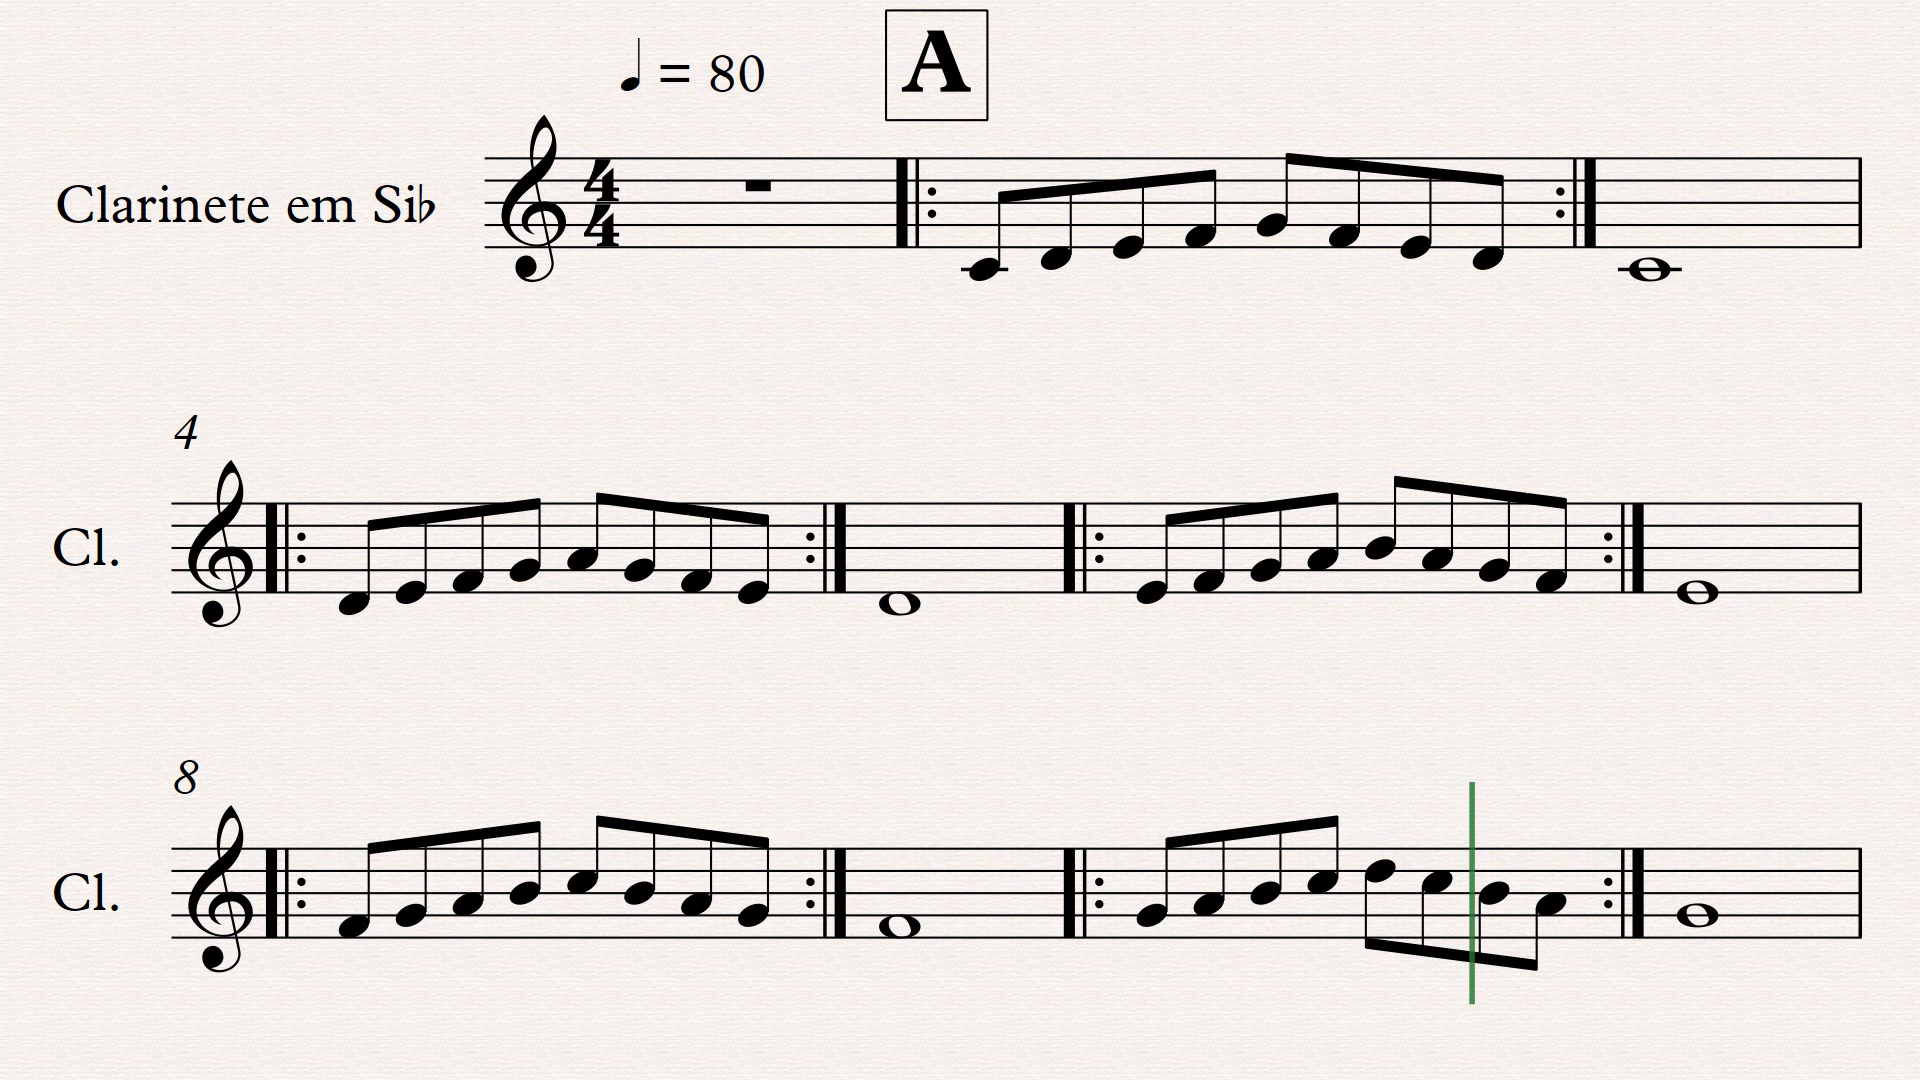 ♩ = 80
A
Clarinete em Si♭
4
4
4
Cl.
8
Cl.